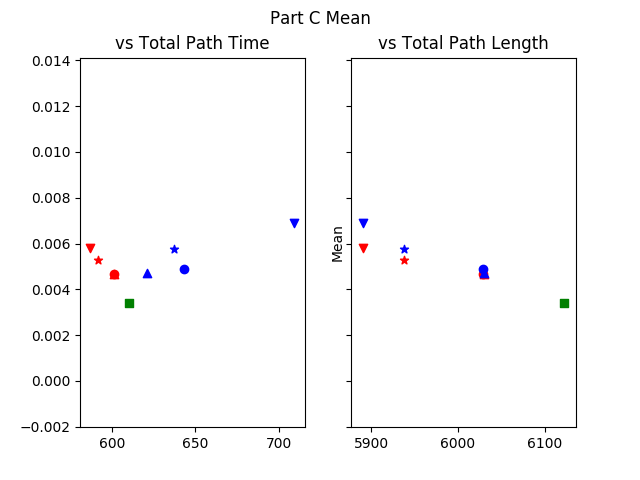 Part C Mean
vs Total Path Time
vs Total Path Length
0.014
0.012
0.010
0.008
0.006
0.004
0.002
0.000
−0.002
Mean
600 650 700
5900 6000 6100